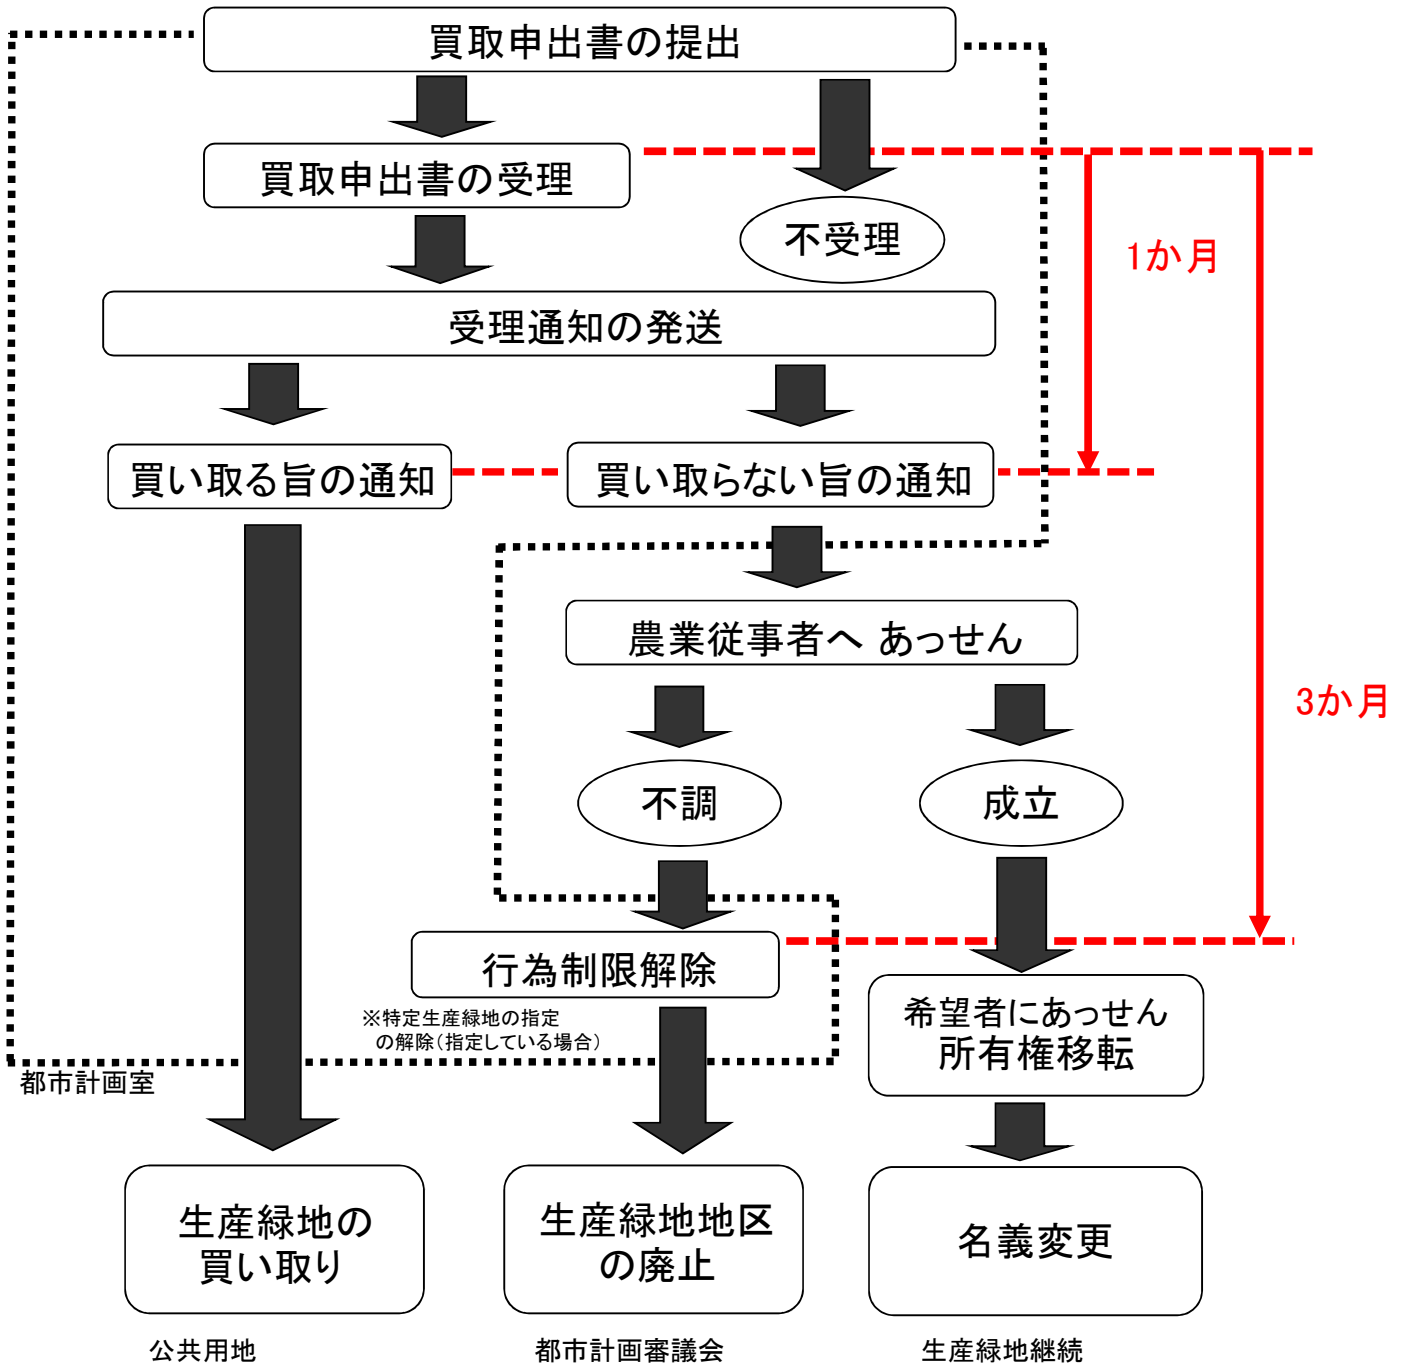 買取申出書の提出
買取申出書の受理
不受理
1か月
受理通知の発送
買い取る旨の通知
買い取らない旨の通知
農業従事者へ あっせん
3か月
不調
成立
行為制限解除
※特定生産緑地の指定
の解除（指定している場合）
希望者にあっせん
所有権移転
都市計画室
生産緑地の
買い取り
生産緑地地区
の廃止
名義変更
公共用地
都市計画審議会
生産緑地継続